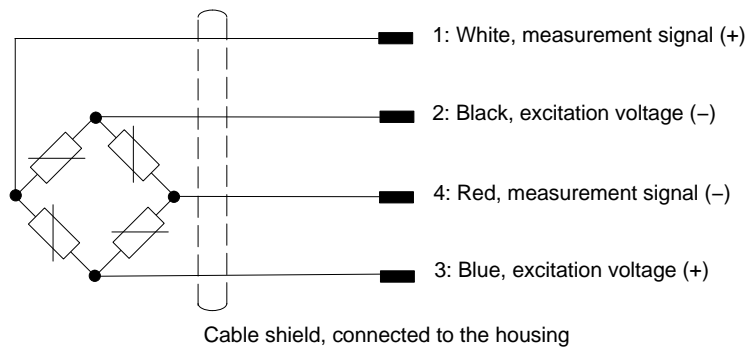 1: White, measurement signal (+)
2: Black, excitation voltage (−)
4: Red, measurement signal (−)
3: Blue, excitation voltage (+)
Cable shield, connected to the housing